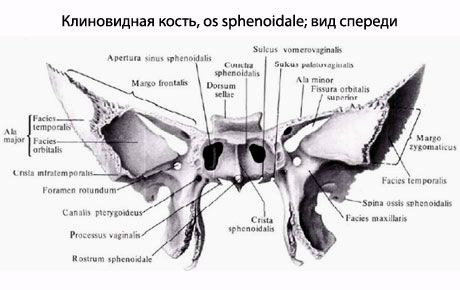 Клиновидная кость, os sphenoidale; вид спереди
Sulcus vomerovaginalis
Apertura sinus sphenoidalis
Concha
sphenoidalis
Sulcus palatovaginalis
Margo frontalis
Dorsum
sellae
Ala minor
Fissura orbitalis
superior
Ala
major
Facies
temporalis
Facies
orbitalis
Margo
zygomaticus
Crista infratemporalis
Facies temporalis
Foramen rotundum
Spina ossis sphenoidalis
Canalis pterygoideus
Crista
sphenoidalis
Facies maxillaris
Processus vaginalis
Rostrum sphenoidale